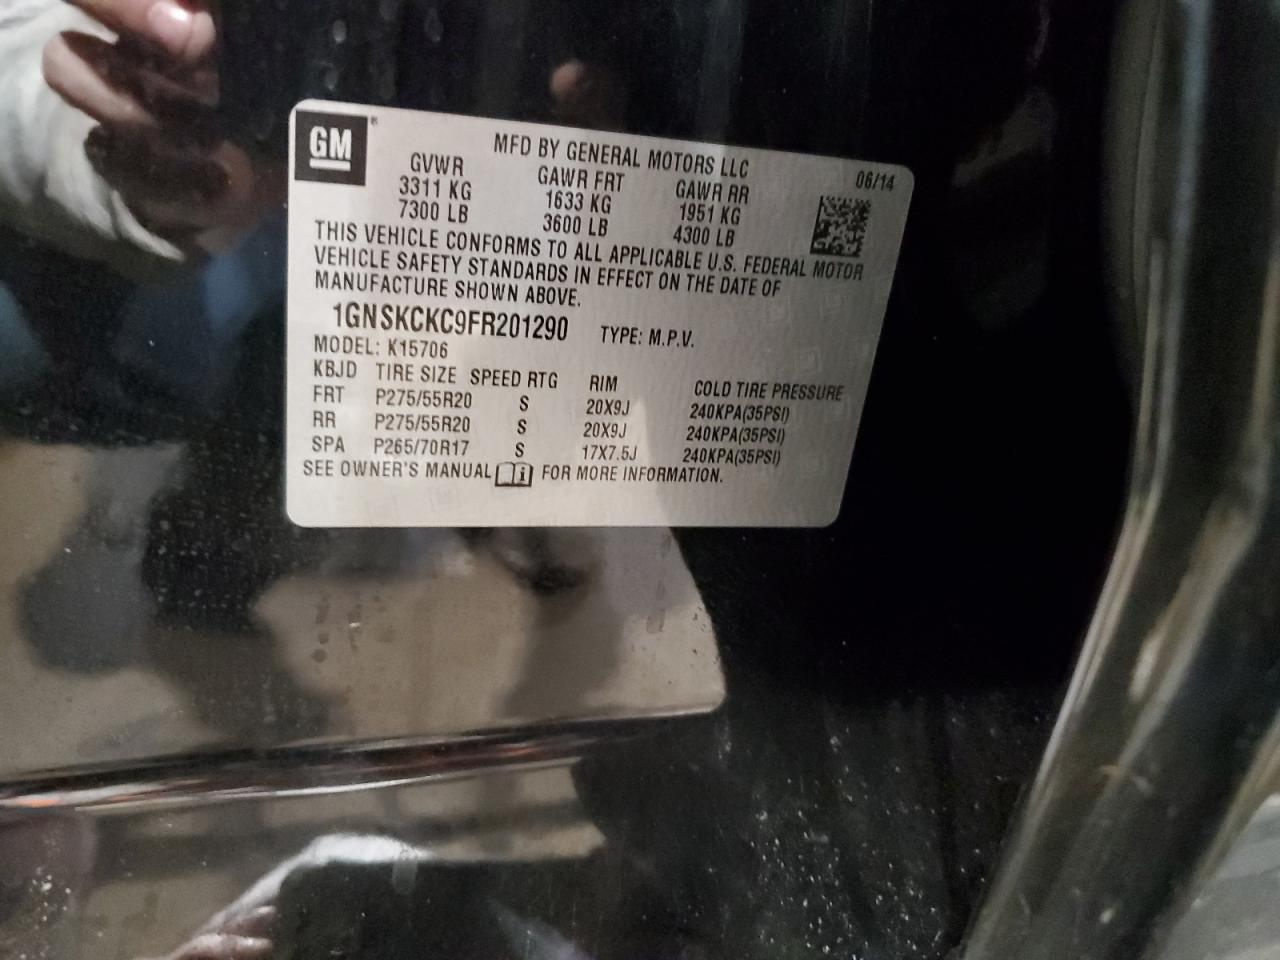 GM®
MFD BY GENERAL MOTORS LLC
06/14
GVWR GAWR FRT GAWR RR
3311 KG 1633 KG 1951 KG
7300 LB 3600 LB 4300 LB
THIS VEHICLE CONFORMS TO ALL APPLICABLE U.S. FEDERAL MOTOR
VEHICLE SAFETY STANDARDS IN EFFECT ON THE DATE OF
MANUFACTURE SHOWN ABOVE.
1GNSKCKC9FR201290 TYPE: M.P.V.
MODEL: K15706
KBJD TIRE SIZE SPEED RTG RIM COLD TIRE PRESSURE
FRT P275/55R20 S 20X9J 240KPA(35PSI)
RR P275/55R20 S 20X9J 240KPA(35PSI)
SPA P265/70R17 S 17X7.5J 240KPA(35PSI)
SEE OWNER'S MANUAL FOR MORE INFORMATION.